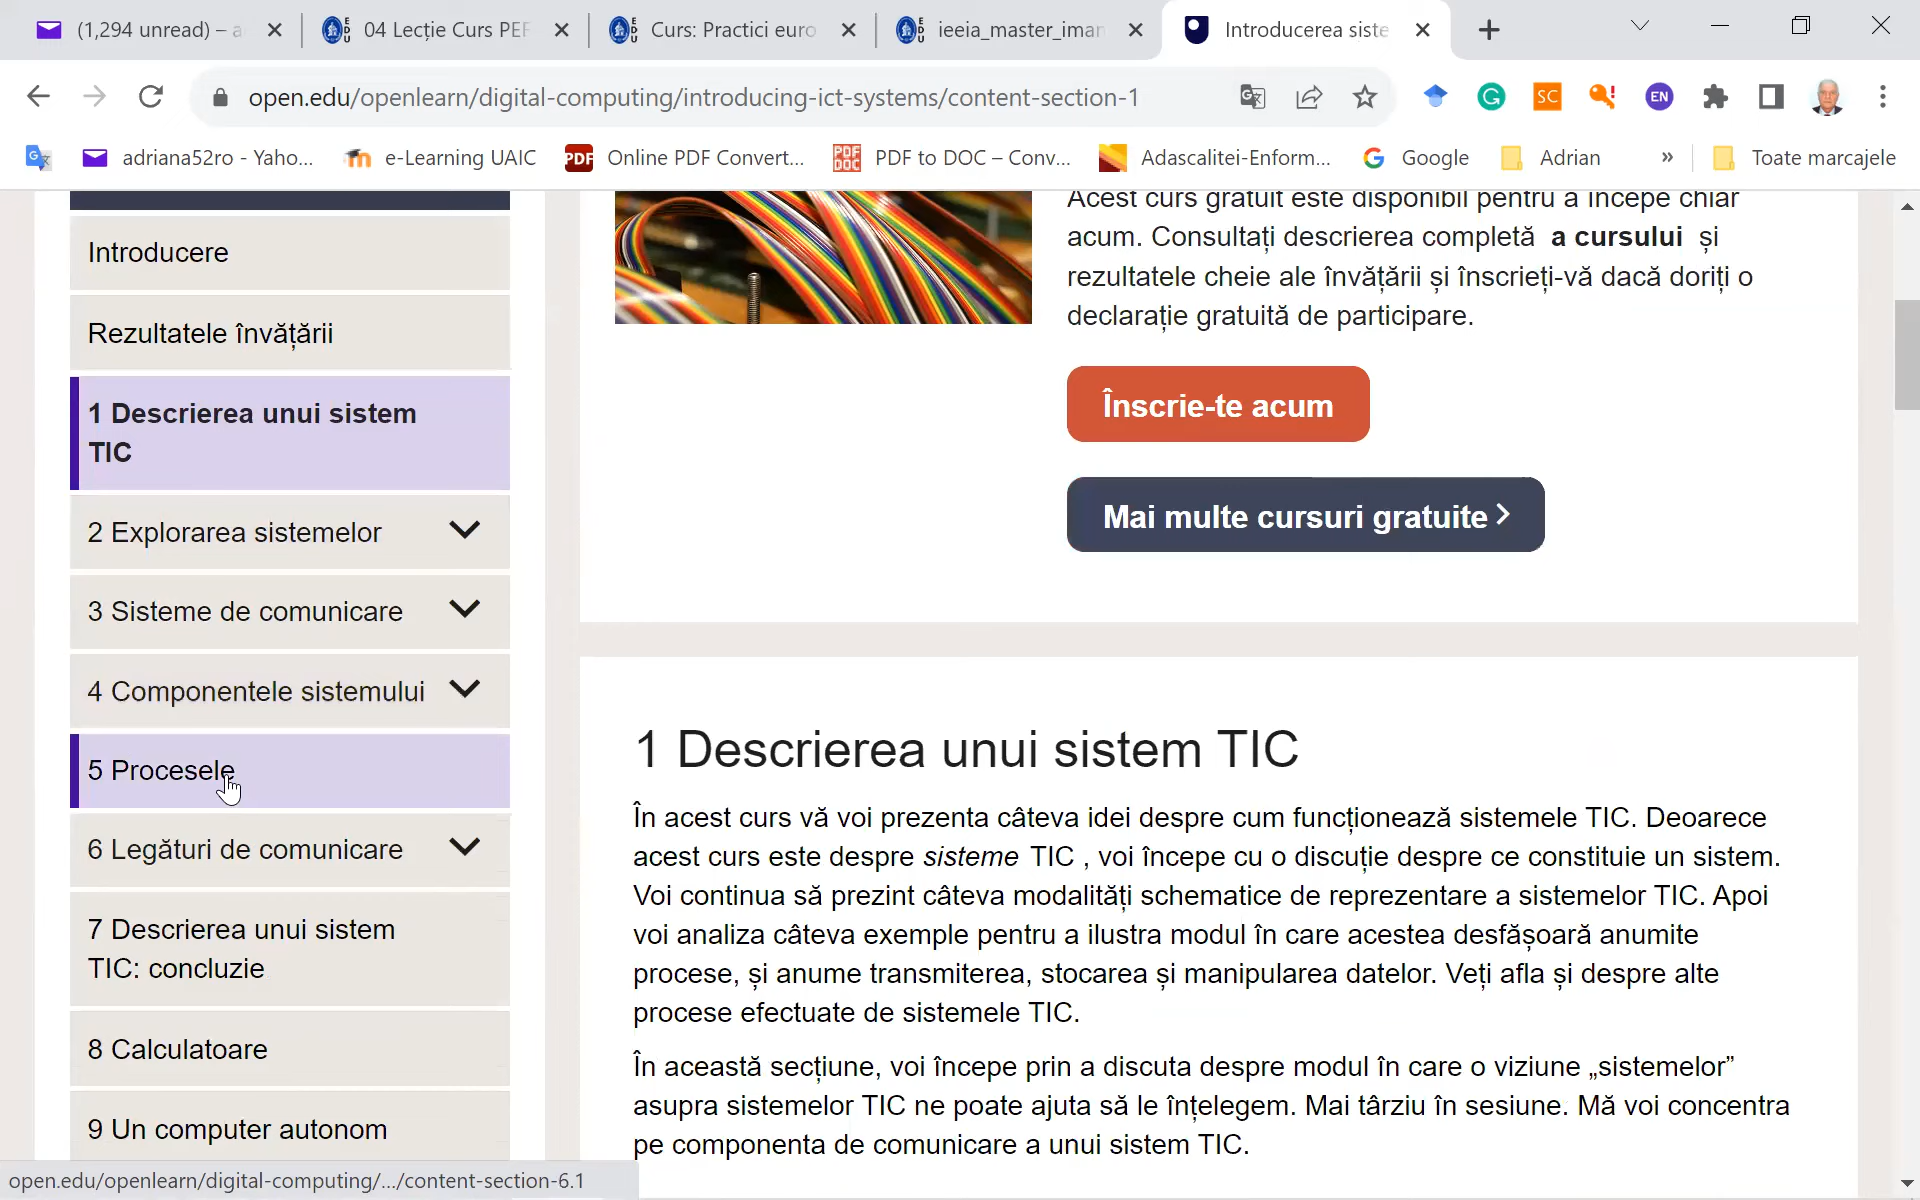 (1,294 unread) – a
04 Lecție Curs PER
Curs: Practici euro
ieeia_master_imar
Introducerea siste
open.edu/openlearn/digital-computing/introducing-ict-systems/content-section-1
adriana52ro - Yaho...
e-Learning UAIC
Online PDF Convert...
PDF to DOC – Conv...
Adascalitei-Enform...
Google
Adrian
»
Toate marcajele
Introducere
Rezultatele învățării
1 Descrierea unui sistem
TIC
2 Explorarea sistemelor
3 Sisteme de comunicare
4 Componentele sistemului
5 Procesele
6 Legături de comunicare
7 Descrierea unui sistem
TIC: concluzie
8 Calculatoare
9 Un computer autonom
open.edu/openlearn/digital-computing/.../content-section-6.1
Acest curs gratuit este disponibil pentru a începe chiar
acum. Consultați descrierea completă a cursului și
rezultatele cheie ale învățării și înscrieți-vă dacă doriți o
declarație gratuită de participare.
Înscrie-te acum
Mai multe cursuri gratuite
1 Descrierea unui sistem TIC
În acest curs vă voi prezenta câteva idei despre cum funcționează sistemele TIC. Deoarece
acest curs este despre sisteme TIC , voi începe cu o discuție despre ce constituie un sistem.
Voi continua să prezint câteva modalități schematice de reprezentare a sistemelor TIC. Apoi
voi analiza câteva exemple pentru a ilustra modul în care acestea desfășoară anumite
procese, și anume transmiterea, stocarea și manipularea datelor. Veți afla și despre alte
procese efectuate de sistemele TIC.
În această secțiune, voi începe prin a discuta despre modul în care o viziune „sistemelor”
asupra sistemelor TIC ne poate ajuta să le înțelegem. Mai târziu în sesiune. Mă voi concentra
pe componenta de comunicare a unui sistem TIC.